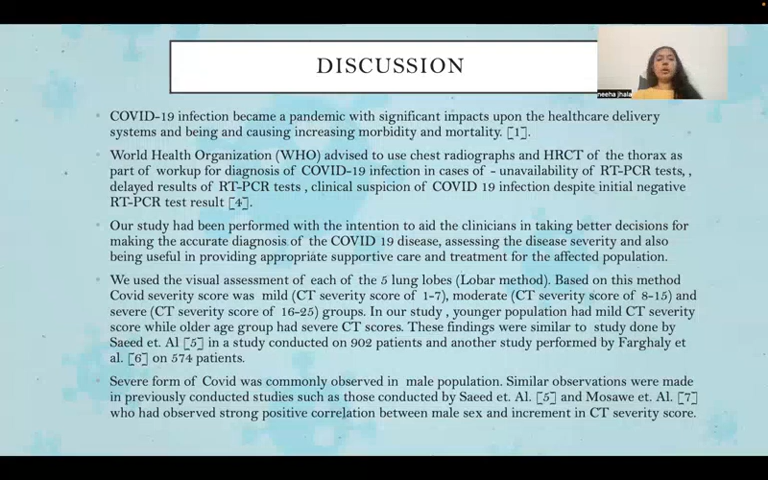 DISCUSSION
neeha jhala
COVID-19 infection became a pandemic with significant impacts upon the healthcare delivery
systems and being and causing increasing morbidity and mortality. [1].
World Health Organization (WHO) advised to use chest radiographs and HRCT of the thorax as
part of workup for diagnosis of COVID-19 infection in cases of - unavailability of RT-PCR tests, ,
delayed results of RT-PCR tests , clinical suspicion of COVID 19 infection despite initial negative
RT-PCR test result [4].
Our study had been performed with the intention to aid the clinicians in taking better decisions for
making the accurate diagnosis of the COVID 19 disease, assessing the disease severity and also
being useful in providing appropriate supportive care and treatment for the affected population.
We used the visual assessment of each of the 5 lung lobes (Lobar method). Based on this method
Covid severity score was mild (CT severity score of 1-7), moderate (CT severity score of 8-15) and
severe (CT severity score of 16-25) groups. In our study , younger population had mild CT severity
score while older age group had severe CT scores. These findings were similar to study done by
Saeed et. Al [5] in a study conducted on 902 patients and another study performed by Farghaly et
al. [6] on 574 patients.
Severe form of Covid was commonly observed in male population. Similar observations were made
in previously conducted studies such as those conducted by Saeed et. Al. [5] and Mosawe et. Al. [7]
who had observed strong positive correlation between male sex and increment in CT severity score.